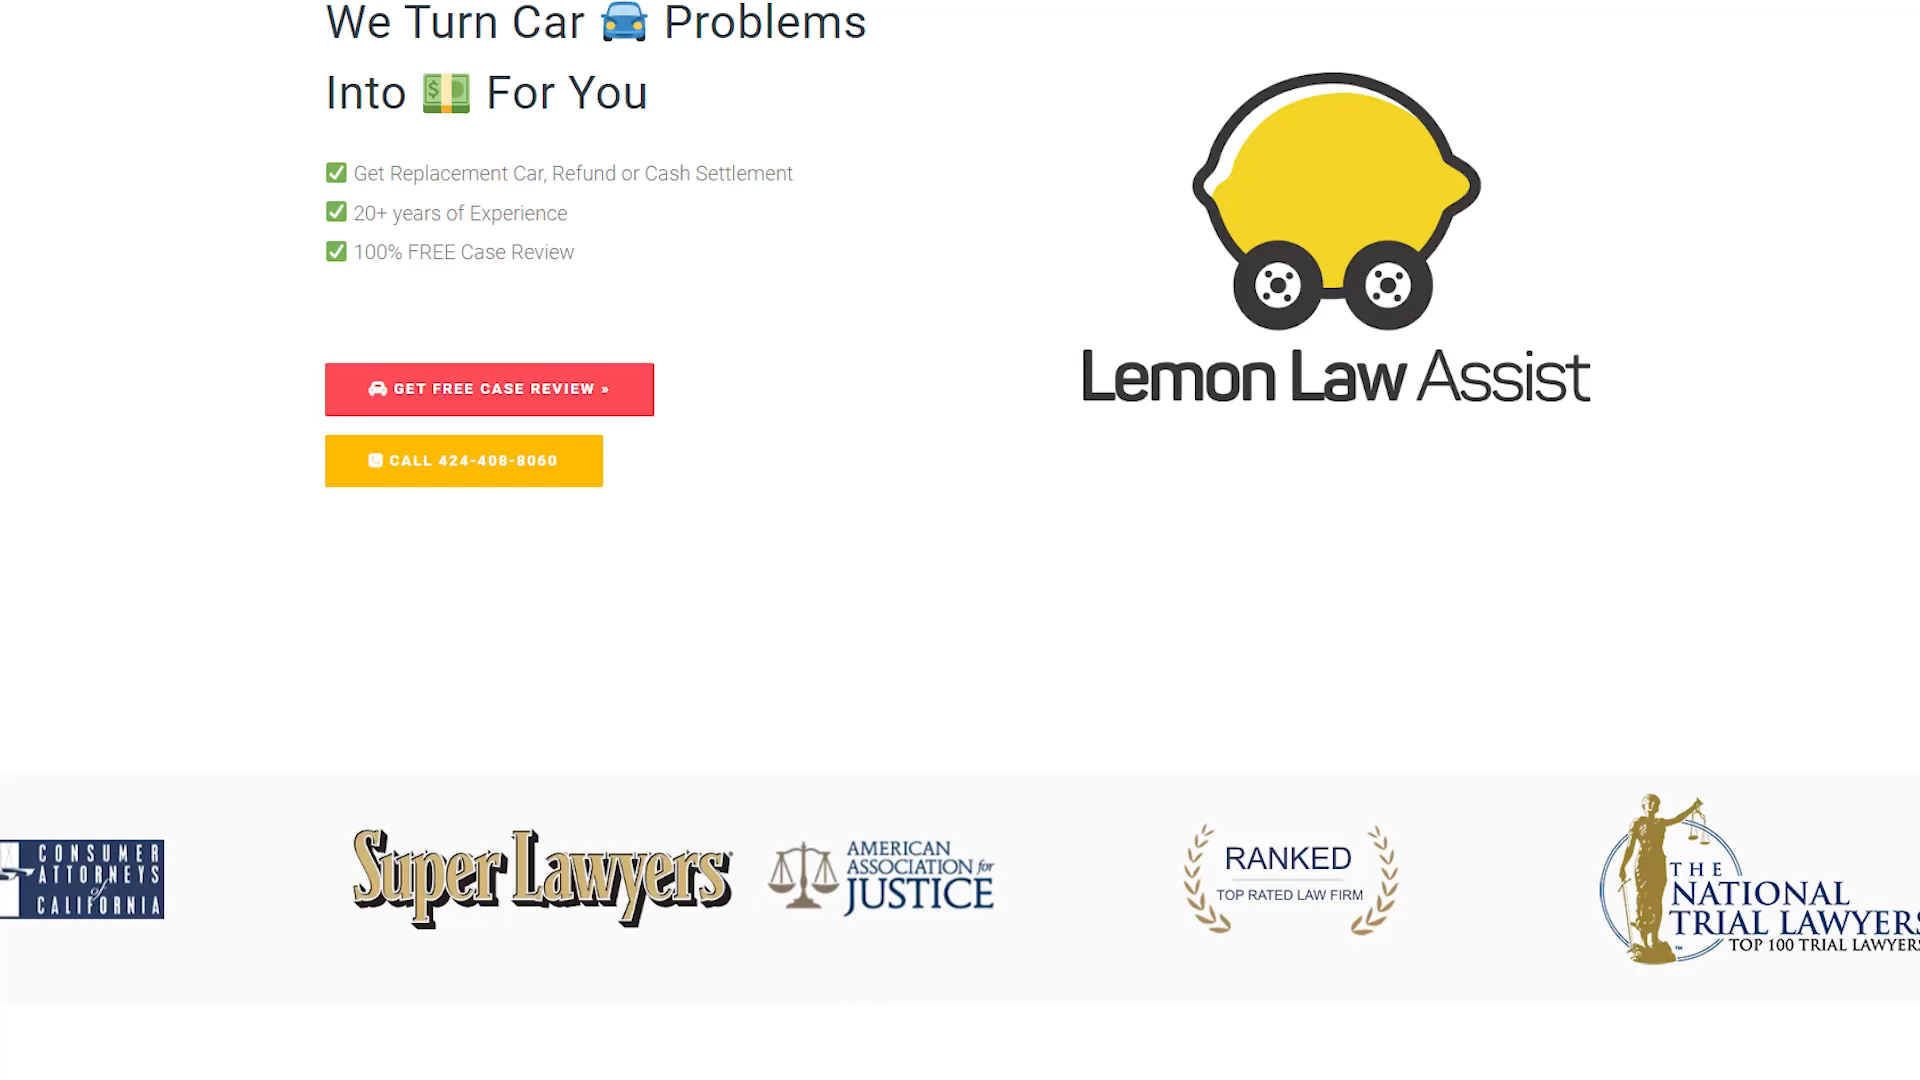 We Turn Car 🚙 Problems
Into 💵 For You
✅ Get Replacement Car, Refund or Cash Settlement
✅ 20+ years of Experience
✅ 100% FREE Case Review
GET FREE CASE REVIEW »
CALL 424-408-8060
Lemon Law Assist
CONSUMER
ATTORNEYS
of
CALIFORNIA
Super Lawyers
AMERICAN
ASSOCIATION for
JUSTICE
RANKED
TOP RATED LAW FIRM
THE
NATIONAL
TRIAL LAWYERS
TOP 100 TRIAL LAWYERS
™